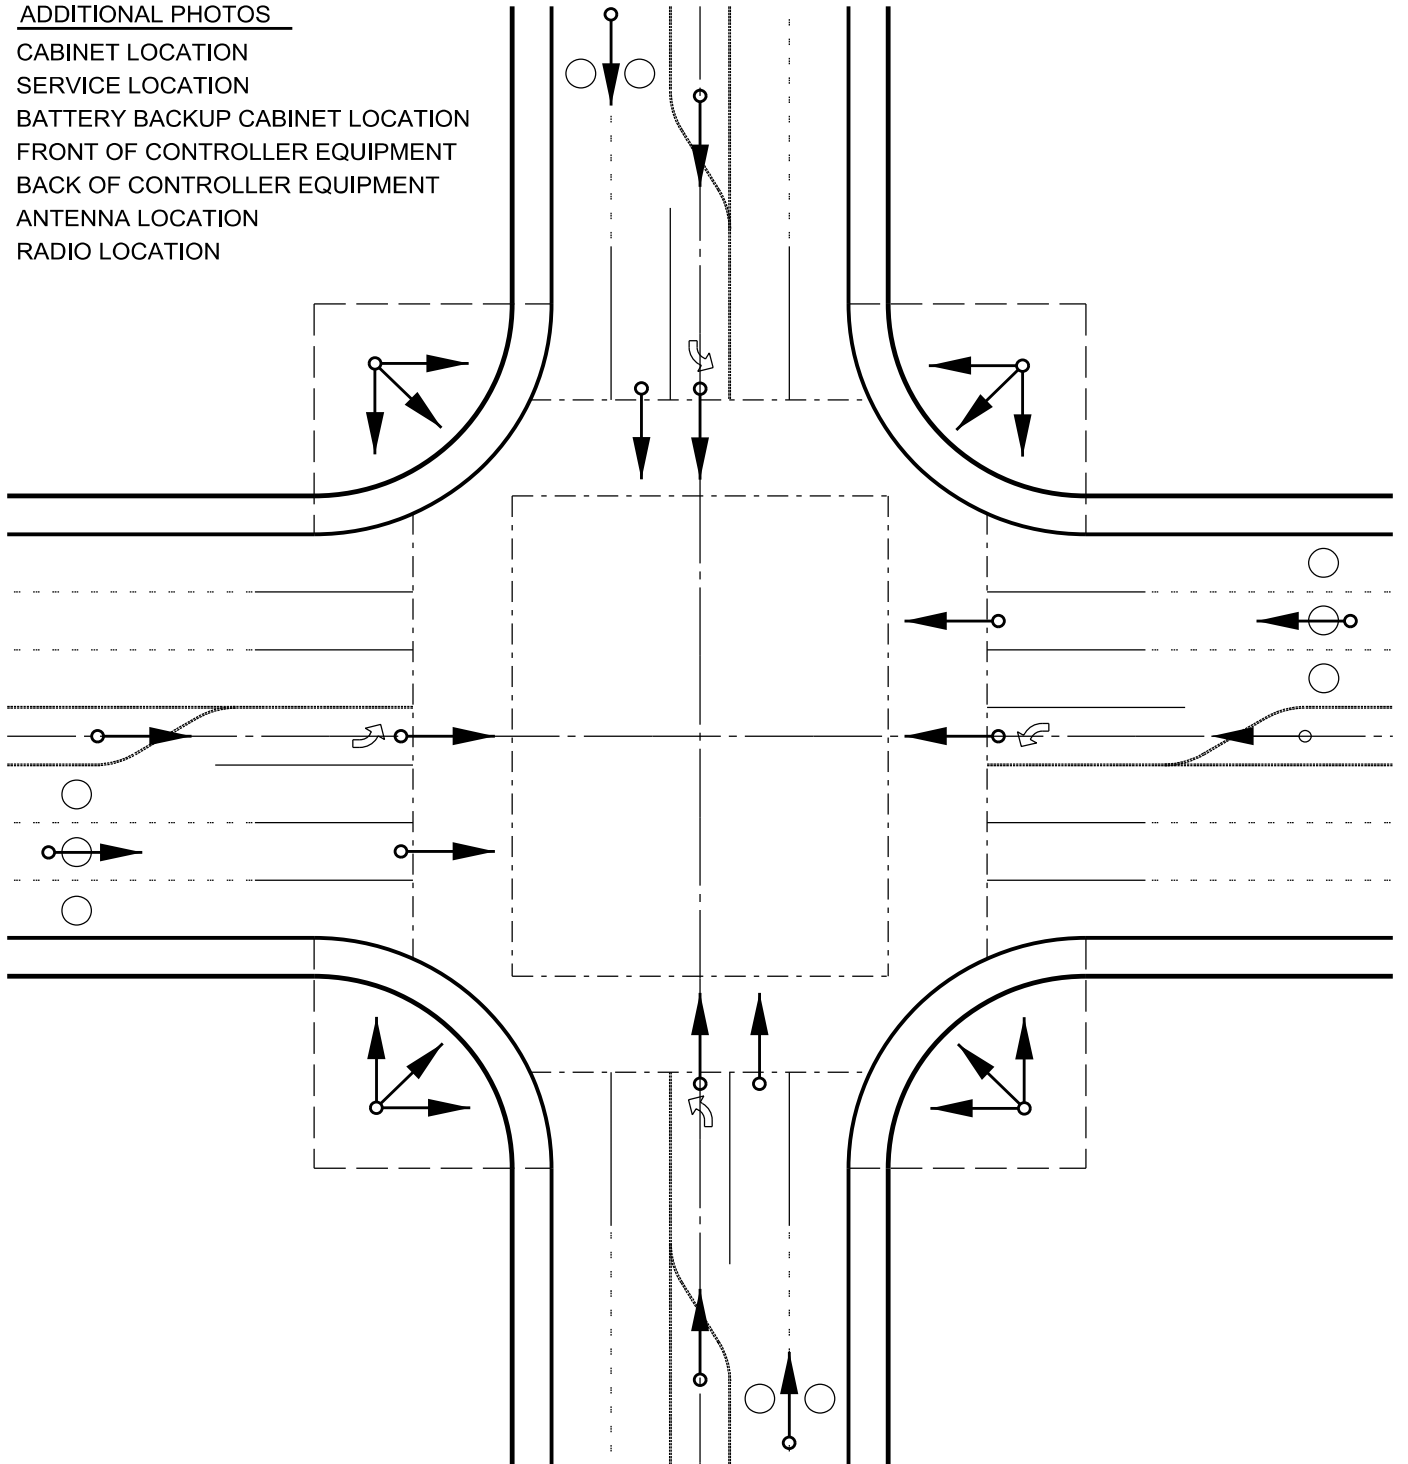 ADDITIONAL PHOTOS
CABINET LOCATION
SERVICE LOCATION
BATTERY BACKUP CABINET LOCATION
FRONT OF CONTROLLER EQUIPMENT
BACK OF CONTROLLER EQUIPMENT
ANTENNA LOCATION
RADIO LOCATION